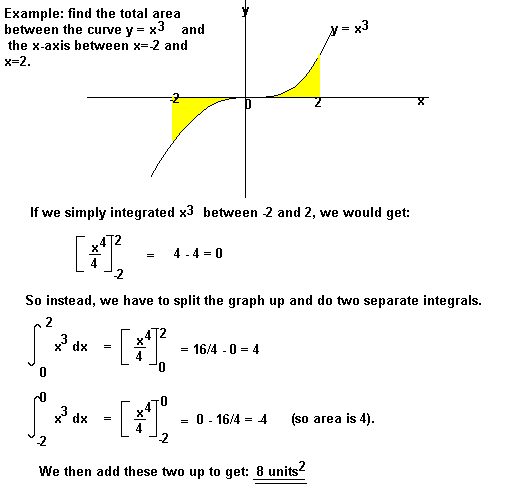 Example: find the total area
between the curve y = x³ and
the x-axis between x=-2 and
x=2.
y
y = x³
-2
0
2
x
If we simply integrated x³ between -2 and 2, we would get:
[x⁴/4]²₋₂ = 4 - 4 = 0
So instead, we have to split the graph up and do two separate integrals.
∫₀² x³ dx = [x⁴/4]²₀ = 16/4 - 0 = 4
∫₋₂⁰ x³ dx = [x⁴/4]⁰₋₂ = 0 - 16/4 = -4 (so area is 4).
We then add these two up to get: 8 units²